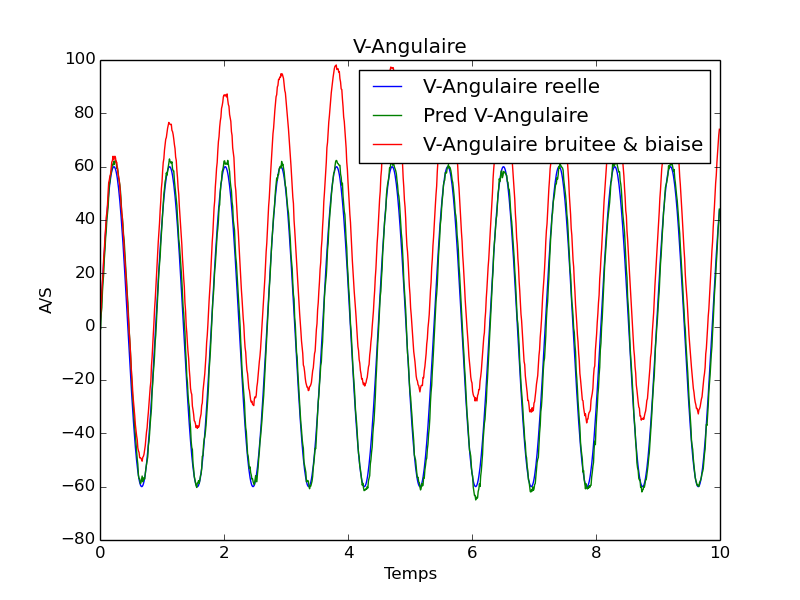 V-Angulaire
100
80
60
40
20
0
−20
−40
−60
−80
A/S
V-Angulaire reelle
Pred V-Angulaire
V-Angulaire bruitee & biaise
0 2 4 6 8 10
Temps